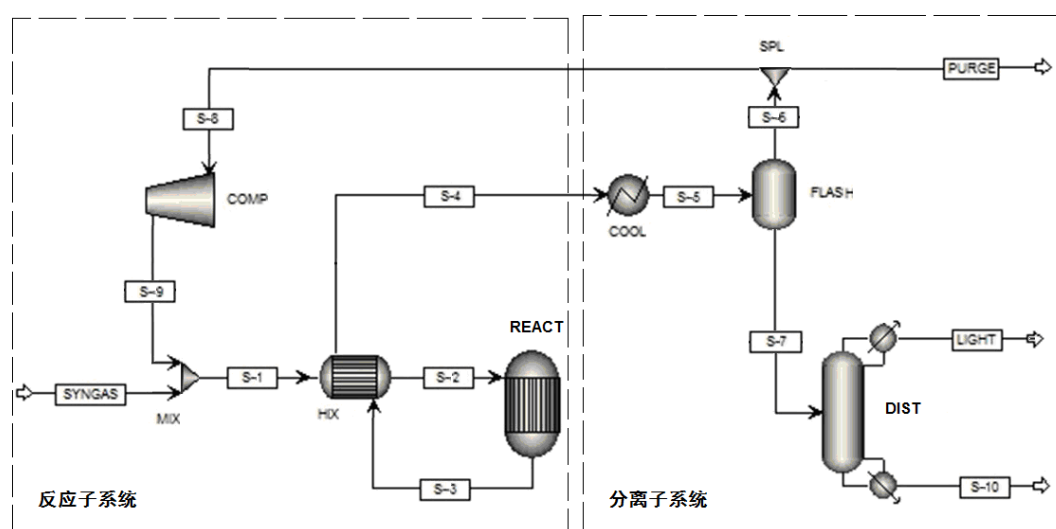 SPL
PURGE
S-8
S-6
COMP
S-4
S-5
FLASH
COOL
S-9
REACT
S-7
LIGHT
S-1
S-2
SYNGAS
MIX
HIX
DIST
S-3
S-10
反应子系统
分离子系统